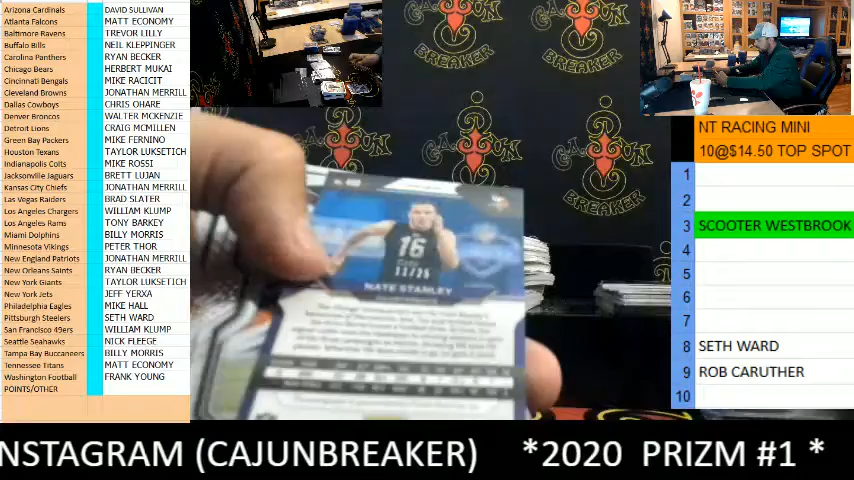 Arizona Cardinals DAVID SULLIVAN
Atlanta Falcons MATT ECONOMY
Baltimore Ravens TREVOR LILLY
Buffalo Bills NEIL KLEPPINGER
Carolina Panthers RYAN BECKER
Chicago Bears HERBERT MUKAI
Cincinnati Bengals MIKE RACICIT
Cleveland Browns JONATHAN MERRILL
Dallas Cowboys CHRIS OHARE
Denver Broncos WALTER MCKENZIE
Detroit Lions CRAIG MCMILLEN
Green Bay Packers MIKE FERNINO
Houston Texans TAYLOR LUKSETICH
Indianapolis Colts MIKE ROSSI
Jacksonville Jaguars BRETT LUJAN
Kansas City Chiefs JONATHAN MERRILL
Las Vegas Raiders BRAD SLATER
Los Angeles Chargers WILLIAM KLUMP
Los Angeles Rams TONY BARKEY
Miami Dolphins BILLY MORRIS
Minnesota Vikings PETER THOR
New England Patriots JONATHAN MERRILL
New Orleans Saints RYAN BECKER
New York Giants TAYLOR LUKSETICH
New York Jets JEFF YERXA
Philadelphia Eagles MIKE HALL
Pittsburgh Steelers SETH WARD
San Francisco 49ers WILLIAM KLUMP
Seattle Seahawks NICK FLEEGE
Tampa Bay Buccaneers BILLY MORRIS
Tennessee Titans MATT ECONOMY
Washington Football FRANK YOUNG
POINTS/OTHER
CAJUN
BREAKER
16
11/25
NATE STANLEY
NT RACING MINI
10@$14.50 TOP SPOT
1
2
3 SCOOTER WESTBROOK
4
5
6
7
8 SETH WARD
9 ROB CARUTHER
10
NSTAGRAM (CAJUNBREAKER) *2020 PRIZM #1 *